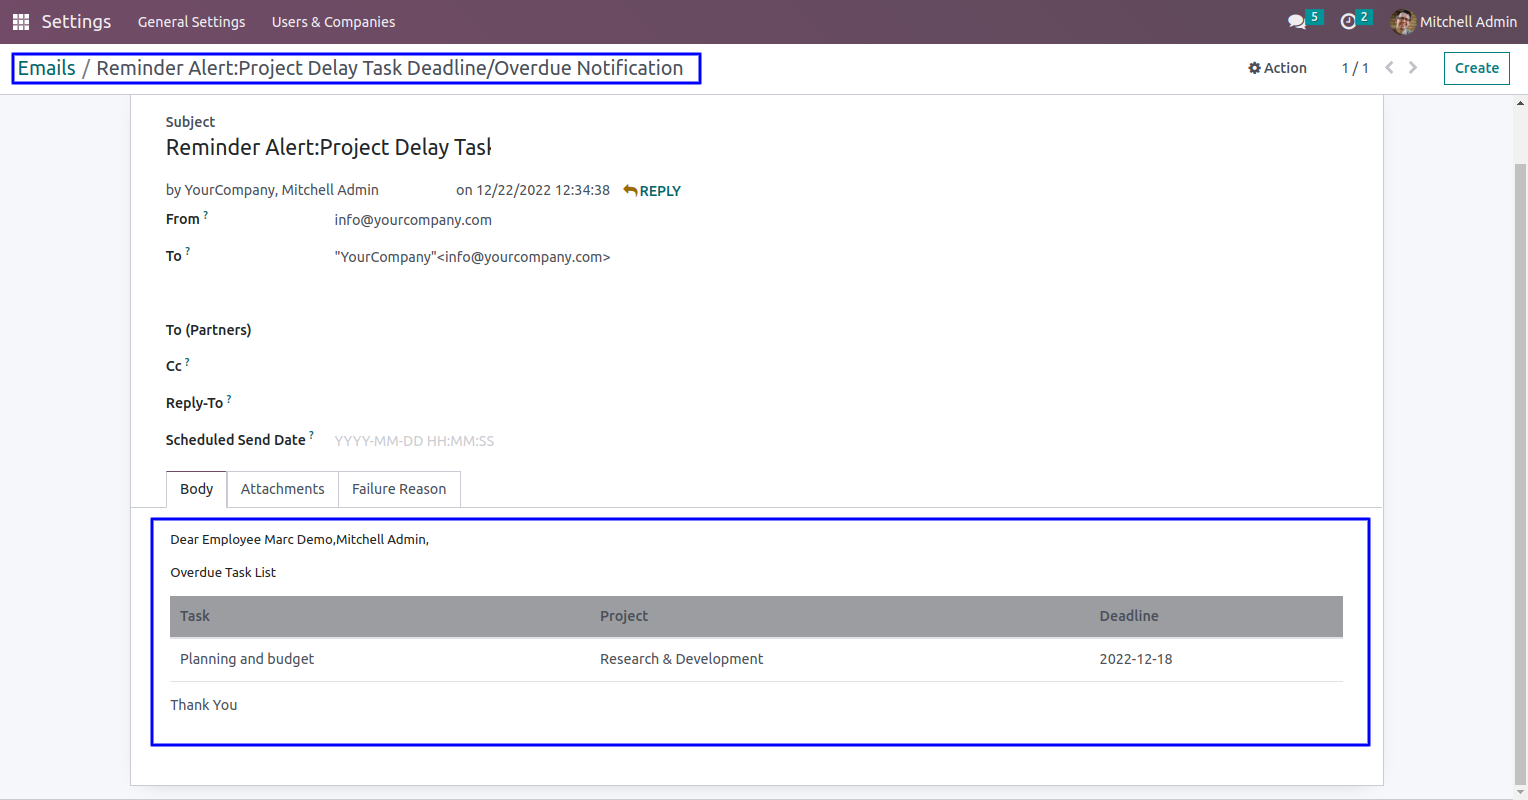 Settings General Settings Users & Companies 5 2 Mitchell Admin
Emails / Reminder Alert:Project Delay Task Deadline/Overdue Notification Action 1 / 1 Create
Subject
Reminder Alert:Project Delay Task
by YourCompany, Mitchell Admin on 12/22/2022 12:34:38 REPLY
From ? info@yourcompany.com
To ? "YourCompany"<info@yourcompany.com>
To (Partners)
Cc ?
Reply-To ?
Scheduled Send Date ? YYYY-MM-DD HH:MM:SS
Body Attachments Failure Reason
Dear Employee Marc Demo,Mitchell Admin,
Overdue Task List
Task Project Deadline
Planning and budget Research & Development 2022-12-18
Thank You